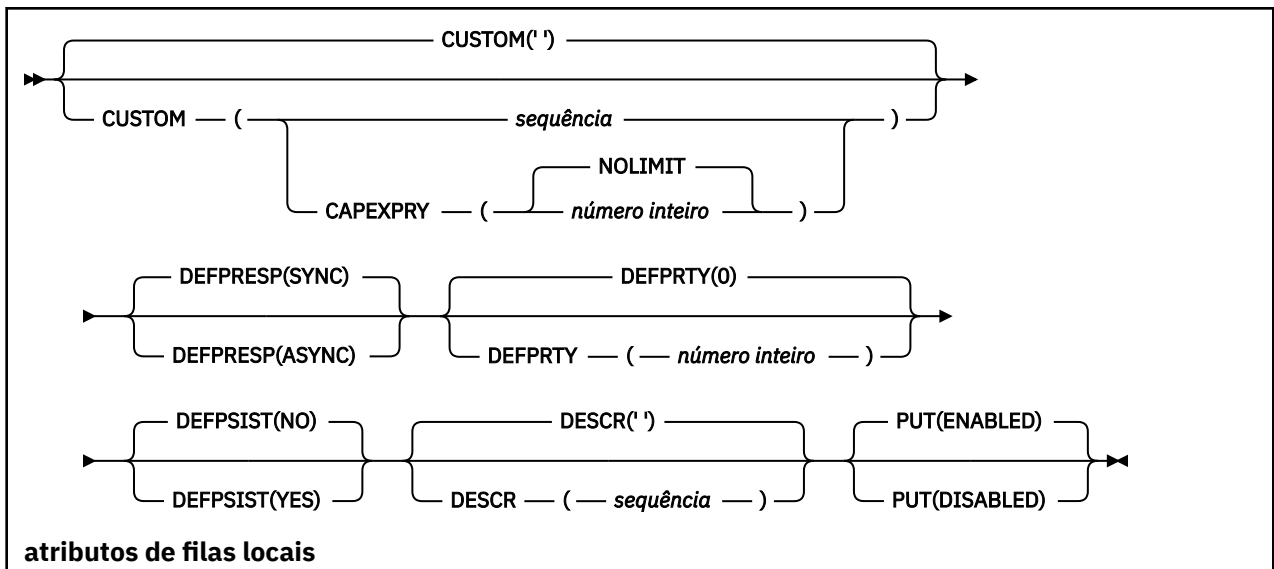 CUSTOM(' ')
CUSTOM ( sequência )
NOLIMIT
CAPEXPRY ( número inteiro )
DEFPRESP(SYNC) DEFPRTY(0)
DEFPRESP(ASYNC) DEFPRTY ( número inteiro )
DEFPSIST(NO) DESCR(' ') PUT(ENABLED)
DEFPSIST(YES) DESCR ( sequência ) PUT(DISABLED)
atributos de filas locais